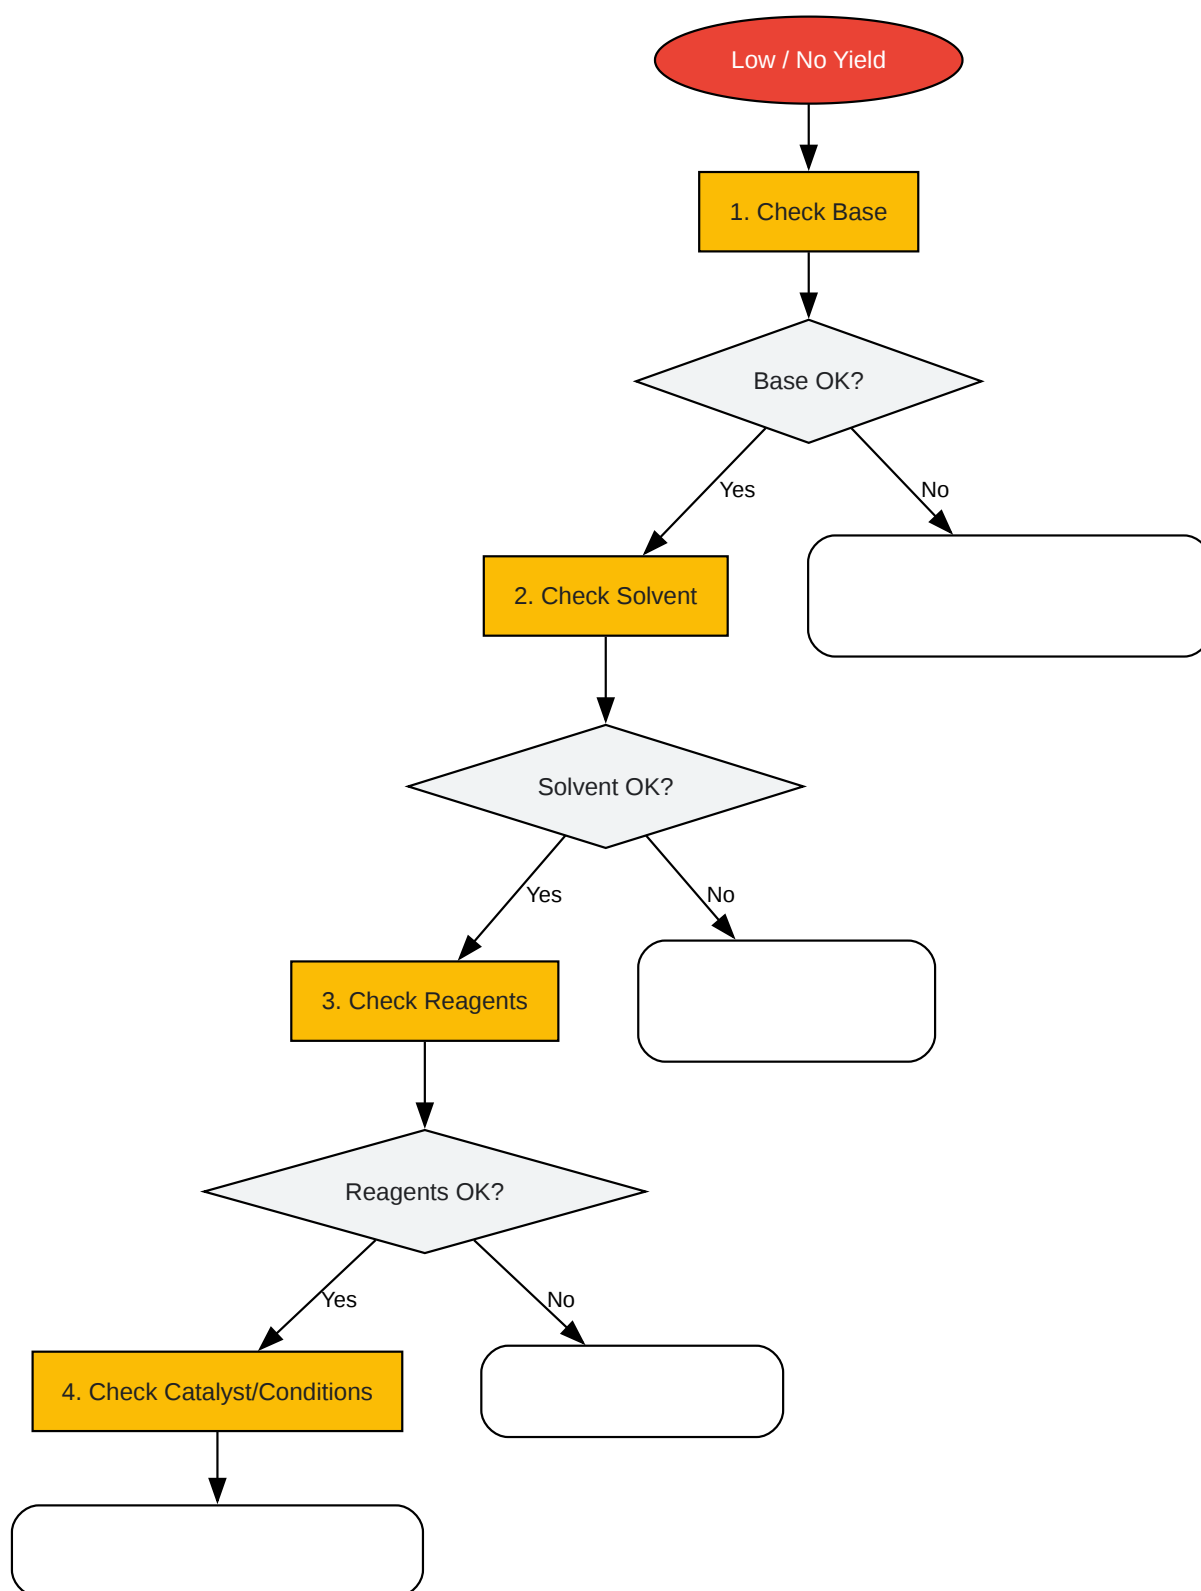 Low / No Yield
1. Check Base
Base OK?
Yes
No
2. Check Solvent
Solvent OK?
Yes
No
3. Check Reagents
Reagents OK?
Yes
No
4. Check Catalyst/Conditions